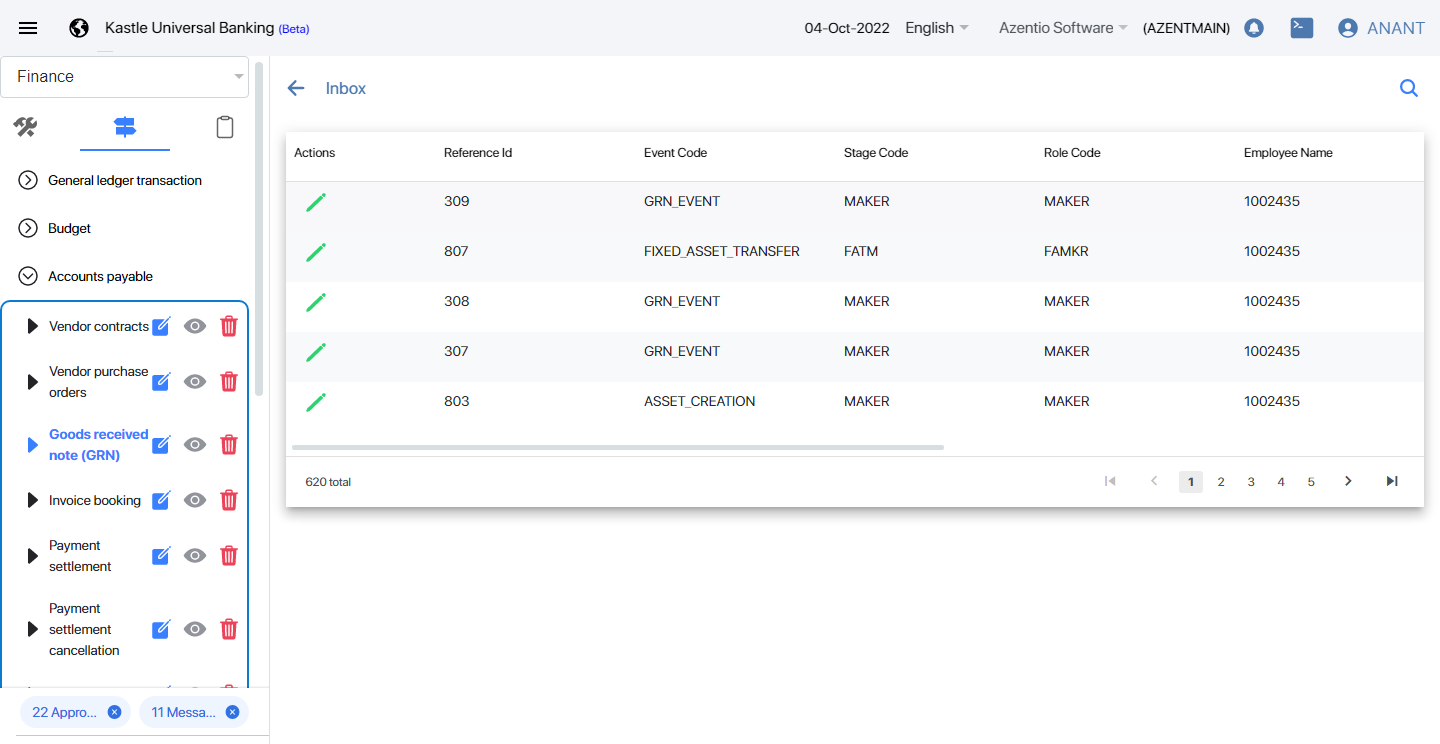 Kastle Universal Banking (Beta)
04-Oct-2022 English Azentio Software (AZENTMAIN) ANANT
Finance
General ledger transaction
Budget
Accounts payable
Vendor contracts
Vendor purchase
orders
Goods received
note (GRN)
Invoice booking
Payment
settlement
Payment
settlement
cancellation
22 Appro... 11 Messa...
Inbox
Actions Reference Id Event Code Stage Code Role Code Employee Name
309 GRN_EVENT MAKER MAKER 1002435
807 FIXED_ASSET_TRANSFER FATM FAMKR 1002435
308 GRN_EVENT MAKER MAKER 1002435
307 GRN_EVENT MAKER MAKER 1002435
803 ASSET_CREATION MAKER MAKER 1002435
620 total 1 2 3 4 5